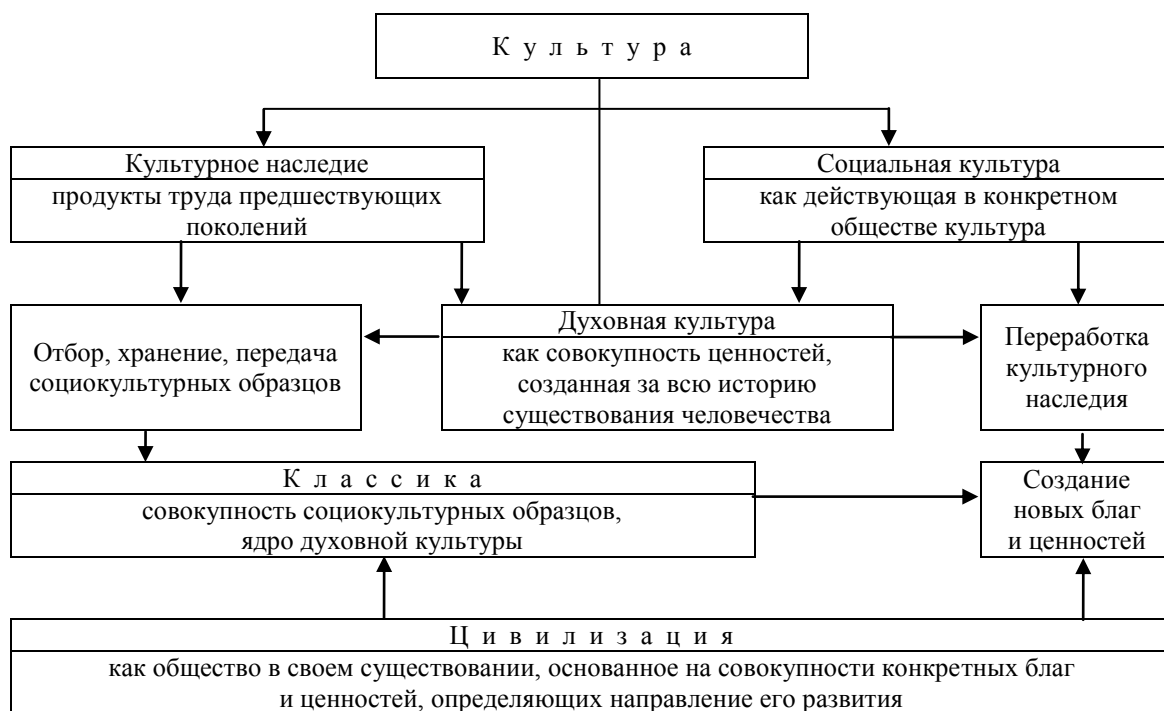 К у л ь т у р а
Культурное наследие
продукты труда предшествующих
поколений
Социальная культура
как действующая в конкретном
обществе культура
Отбор, хранение, передача
социокультурных образцов
Духовная культура
как совокупность ценностей,
созданная за всю историю
существования человечества
Переработка
культурного
наследия
К л а с с и к а
совокупность социокультурных образцов,
ядро духовной культуры
Создание
новых благ
и ценностей
Ц и в и л и з а ц и я
как общество в своем существовании, основанное на совокупности конкретных благ
и ценностей, определяющих направление его развития